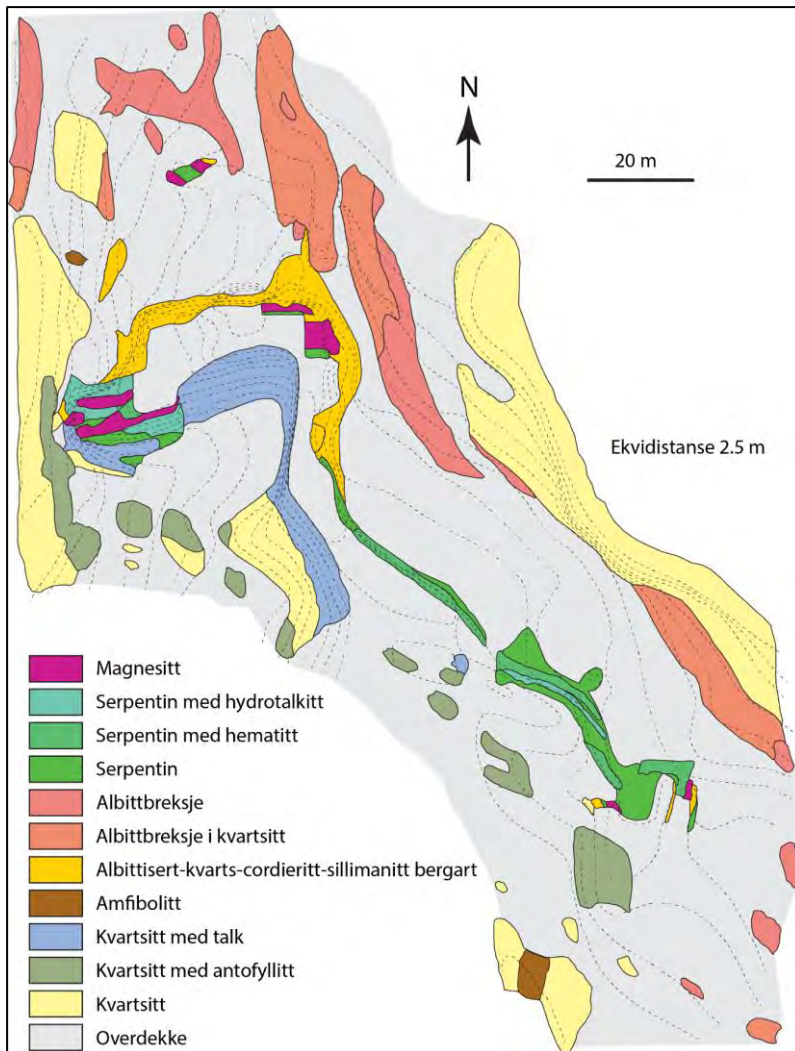 N
20 m
Ekvidistanse 2.5 m
Magnesitt
Serpentin med hydrotalkitt
Serpentin med hematitt
Serpentin
Albittbreksje
Albittbreksje i kvartsitt
Albittisert-kvarts-cordieritt-sillimanitt bergart
Amfibolitt
Kvartsitt med talk
Kvartsitt med antofyllitt
Kvartsitt
Overdekke